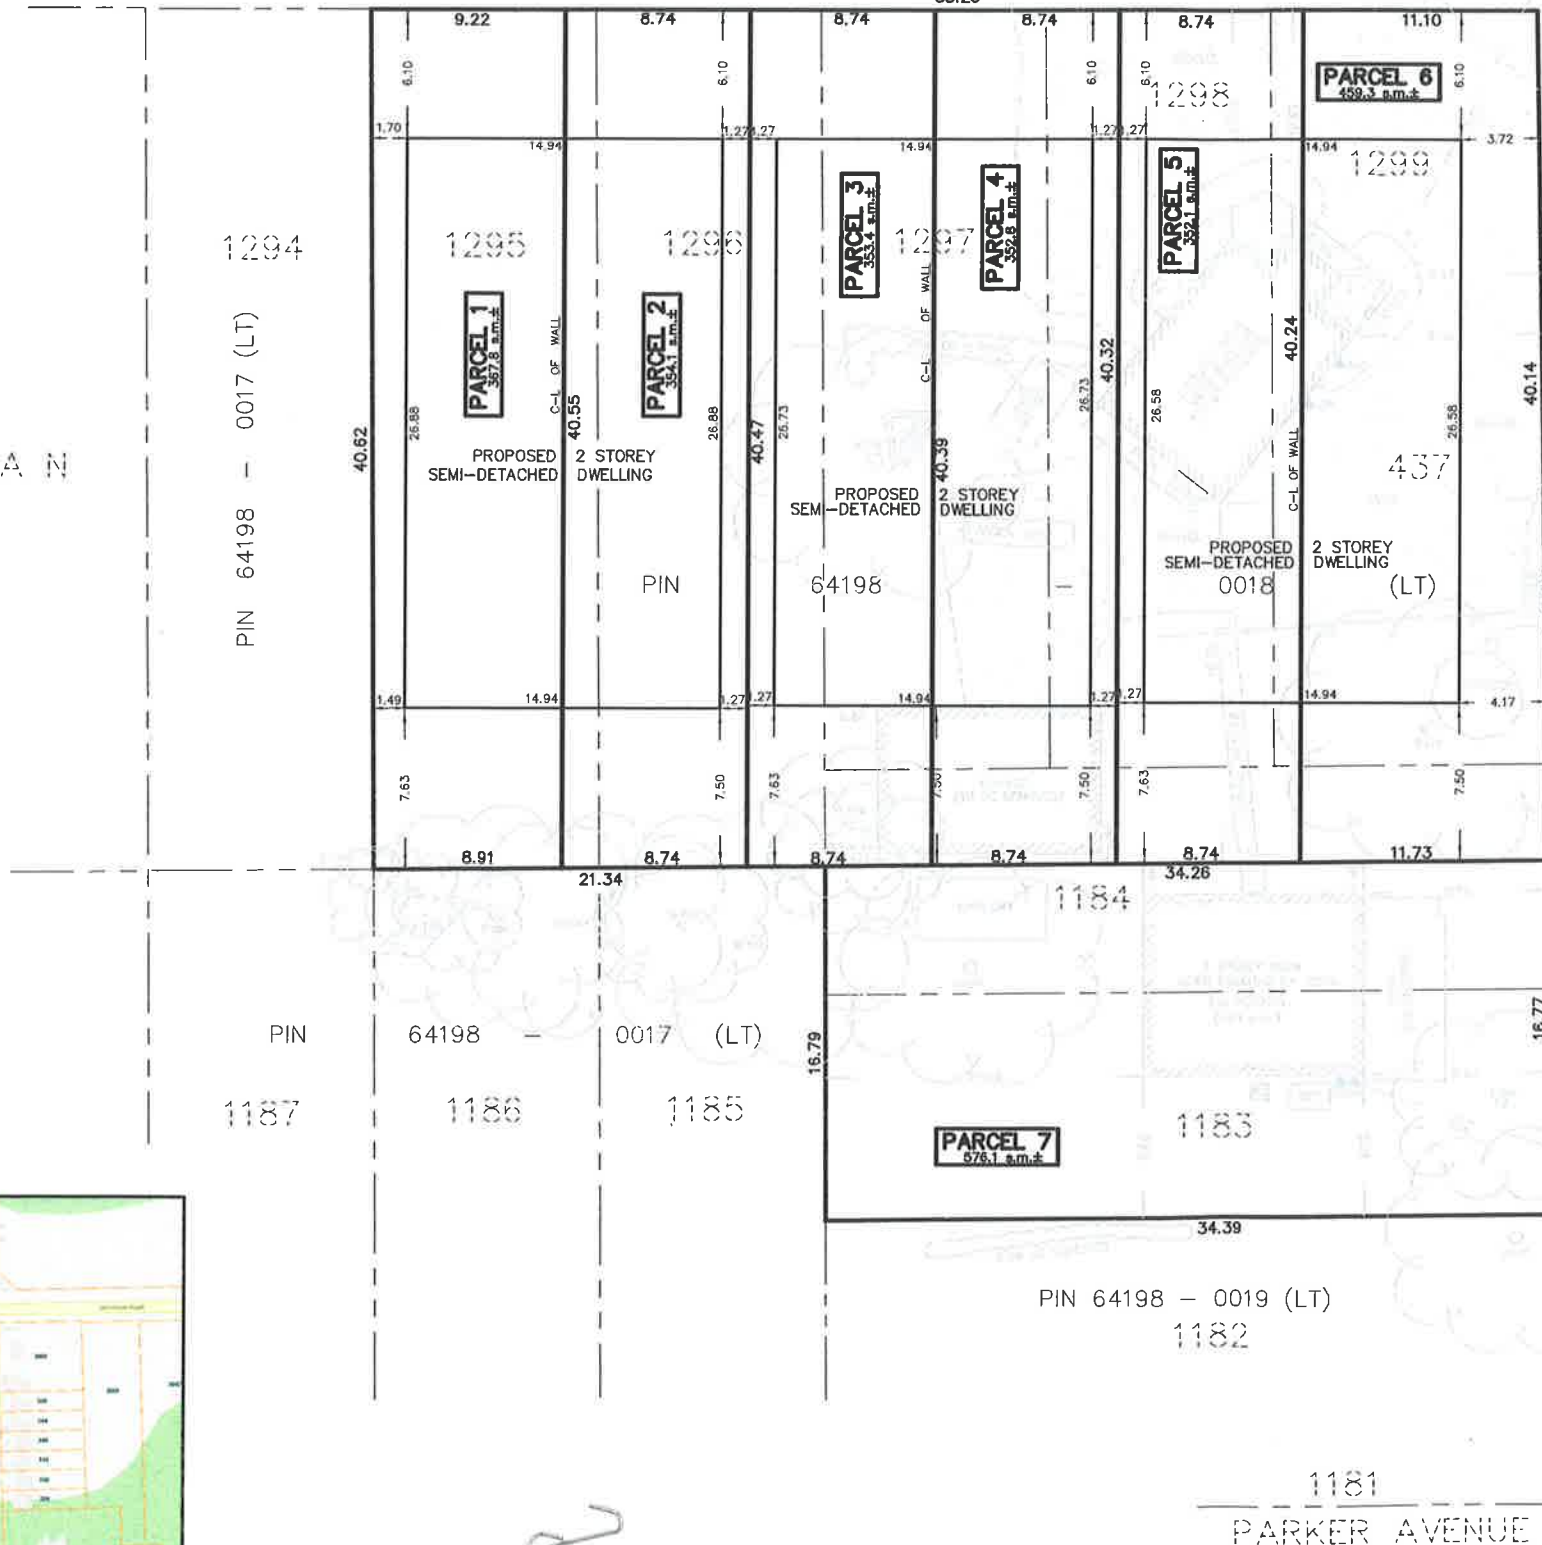 9.22 8.74 8.74 8.74 8.74 11.10
6.10 6.10 6.10 6.10 6.10
PARCEL 6
459.3 s.m.±
1298
1.70 1.27 1.27 1.27 1.27 3.72
14.94 14.94 14.94
1299
PARCEL 1
367.8 s.m.±
PARCEL 2
354.1 s.m.±
PARCEL 3
353.4 s.m.±
PARCEL 4
352.8 s.m.±
PARCEL 5
352.1 s.m.±
1294 1295 1296 1297
PIN 64198 - 0017 (LT)
C-L OF WALL
C-L OF WALL
C-L OF WALL
40.62 26.88 40.55 26.88 40.47 26.73 40.39 26.73 40.32 26.58 40.24 26.58 40.14
A N
437
PROPOSED 2 STOREY
SEMI-DETACHED DWELLING
PROPOSED 2 STOREY
SEMI-DETACHED DWELLING
PROPOSED 2 STOREY
SEMI-DETACHED DWELLING
PIN 64198 - 0018 (LT)
1.49 14.94 1.27 1.27 14.94 1.27 1.27 14.94 4.17
7.63 7.50 7.63 7.50 7.50 7.63 7.50
8.91 8.74 8.74 8.74 8.74 11.73
21.34 34.26
1184
PIN 64198 - 0017 (LT)
16.79 16.77
1187 1186 1185 1183
PARCEL 7
576.1 s.m.±
34.39
PIN 64198 - 0019 (LT)
1182
1181
PARKER AVENUE